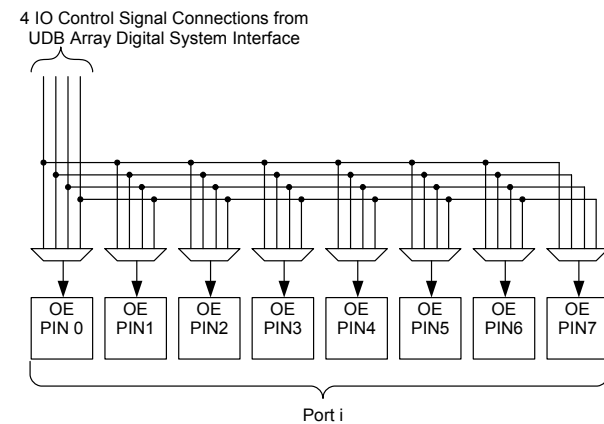 4 IO Control Signal Connections from
UDB Array Digital System Interface
OE OE OE OE OE OE OE OE
PIN 0 PIN1 PIN2 PIN3 PIN4 PIN5 PIN6 PIN7
Port i